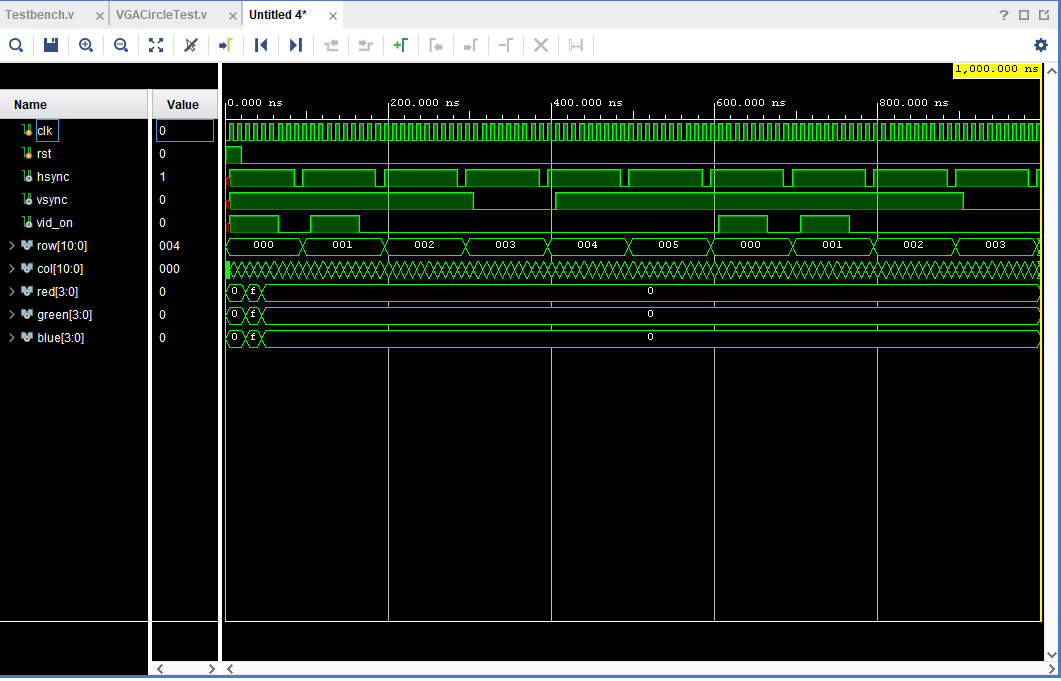 Testbench.v × VGACircleTest.v × Untitled 4* ×
?
1,000.000 ns
Name Value
0.000 ns 200.000 ns 400.000 ns 600.000 ns 800.000 ns
clk 0
rst 0
hsync 1
vsync 0
vid_on 0
row[10:0] 004 000 001 002 003 004 005 000 001 002 003
col[10:0] 000
red[3:0] 0 0 f 0
green[3:0] 0 0 f 0
blue[3:0] 0 0 f 0